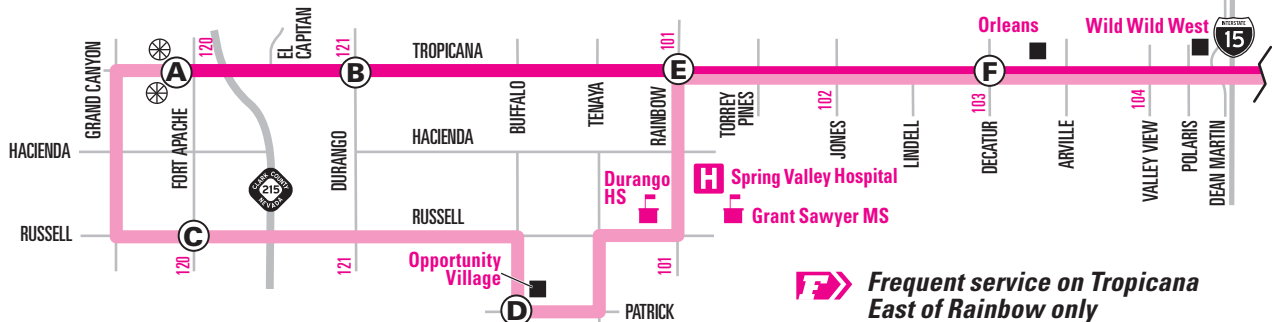 Orleans
Wild Wild West
INTERSTATE
15
120
EL
CAPITAN
121
TROPICANA
101
A
B
E
F
GRAND CANYON
FORT APACHE
DURANGO
BUFFALO
TENAYA
RAINBOW
TORREY
PINES
102
JONES
LINDELL
103
DECATUR
ARVILLE
104
VALLEY VIEW
POLARIS
DEAN MARTIN
HACIENDA
HACIENDA
CLARK COUNTY
215
NEVADA
Durango
HS
H
Spring Valley Hospital
Grant Sawyer MS
RUSSELL
C
RUSSELL
120
121
101
Opportunity
Village
D
PATRICK
F
Frequent service on Tropicana
East of Rainbow only